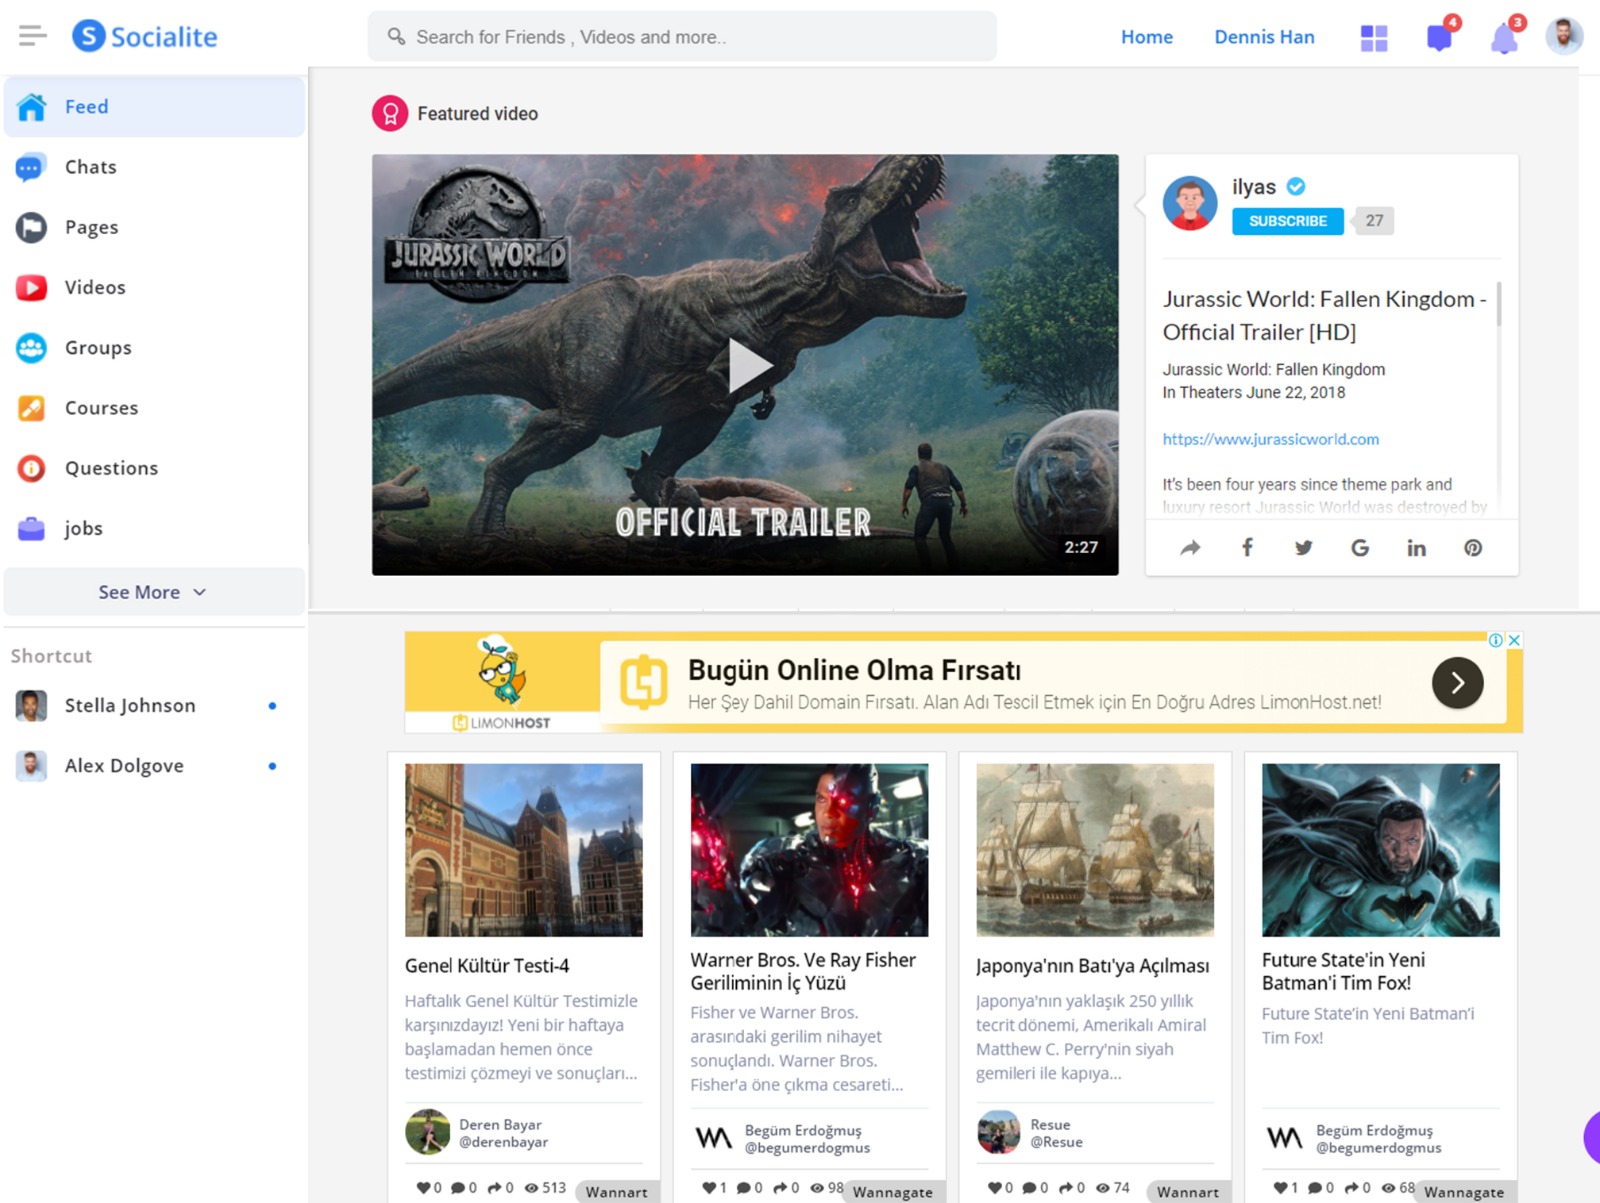 Socialite
Search for Friends , Videos and more..
Home
Dennis Han
4
3
Feed
Chats
Pages
Videos
Groups
Courses
Questions
jobs
See More
Shortcut
Stella Johnson
Alex Dolgove
Featured video
JURASSIC WORLD
FALLEN KINGDOM
OFFICIAL TRAILER
2:27
ilyas
SUBSCRIBE
27
Jurassic World: Fallen Kingdom -
Official Trailer [HD]
Jurassic World: Fallen Kingdom
In Theaters June 22, 2018
https://www.jurassicworld.com
It's been four years since theme park and
luxury resort Jurassic World was destroyed by
LIMONHOST
Bugün Online Olma Fırsatı
Her Şey Dahil Domain Fırsatı. Alan Adı Tescil Etmek için En Doğru Adres LimonHost.net!
Genel Kültür Testi-4
Haftalık Genel Kültür Testimizle
karşınızdayız! Yeni bir haftaya
başlamadan hemen önce
testimizi çözmeyi ve sonuçları...
Deren Bayar
@derenbayar
0 0 0 513
Wannart
Warner Bros. Ve Ray Fisher
Geriliminin İç Yüzü
Fisher ve Warner Bros.
arasındaki gerilim nihayet
sonuçlandı. Warner Bros.
Fisher'a öne çıkma cesareti...
Begüm Erdoğmuş
@begumerdogmus
1 0 0 98
Wannagate
Japonya'nın Batı'ya Açılması
Japonya'nın yaklaşık 250 yıllık
tecrit dönemi, Amerikalı Amiral
Matthew C. Perry'nin siyah
gemileri ile kapıya...
Resue
@Resue
0 0 0 74
Wannart
Future State'in Yeni
Batman'i Tim Fox!
Future State'in Yeni Batman'i
Tim Fox!
Begüm Erdoğmuş
@begumerdogmus
1 0 0 68
Wannagate